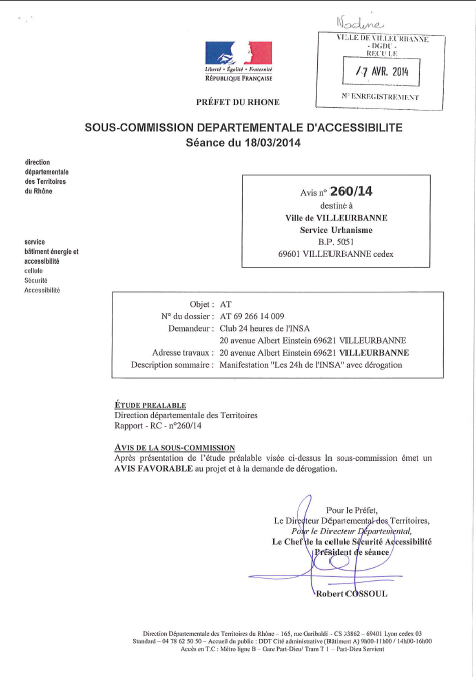 Nadine
VILLE DE VILLEURBANNE
- DGDU -
RECU LE
17 AVR. 2014
N° ENREGISTREMENT
Liberté • Égalité • Fraternité
RÉPUBLIQUE FRANÇAISE
PRÉFET DU RHONE
SOUS-COMMISSION DEPARTEMENTALE D'ACCESSIBILITE
Séance du 18/03/2014
direction
départementale
des Territoires
du Rhône
Avis n° 260/14
destiné à
Ville de VILLEURBANNE
Service Urbanisme
B.P. 5051
69601 VILLEURBANNE cedex
service
bâtiment énergie et
accessibilité
cellule
Sécurité
Accessibilité
Objet : AT
N° du dossier : AT 69 266 14 009
Demandeur : Club 24 heures de l'INSA
20 avenue Albert Einstein 69621 VILLEURBANNE
Adresse travaux : 20 avenue Albert Einstein 69621 VILLEURBANNE
Description sommaire : Manifestation "Les 24h de l'INSA" avec dérogation
ÉTUDE PREALABLE
Direction départementale des Territoires
Rapport - RC - n°260/14
AVIS DE LA SOUS-COMMISSION
Après présentation de l'étude préalable visée ci-dessus la sous-commission émet un
AVIS FAVORABLE au projet et à la demande de dérogation.
Pour le Préfet,
Le Directeur Départemental des Territoires,
Pour le Directeur Départemental,
Le Chef de la cellule Sécurité Accessibilité
Président de séance
Robert COSSOUL
Direction Départementale des Territoires du Rhône – 165, rue Garibaldi - CS 33862 – 69401 Lyon cedex 03
Standard – 04 78 62 50 50 – Accueil du public : DDT Cité administrative (Bâtiment A) 9h00-11h00 / 14h00-16h00
Accès en T.C : Métro ligne B – Gare Part-Dieu/ Tram T 1 – Part-Dieu Servient